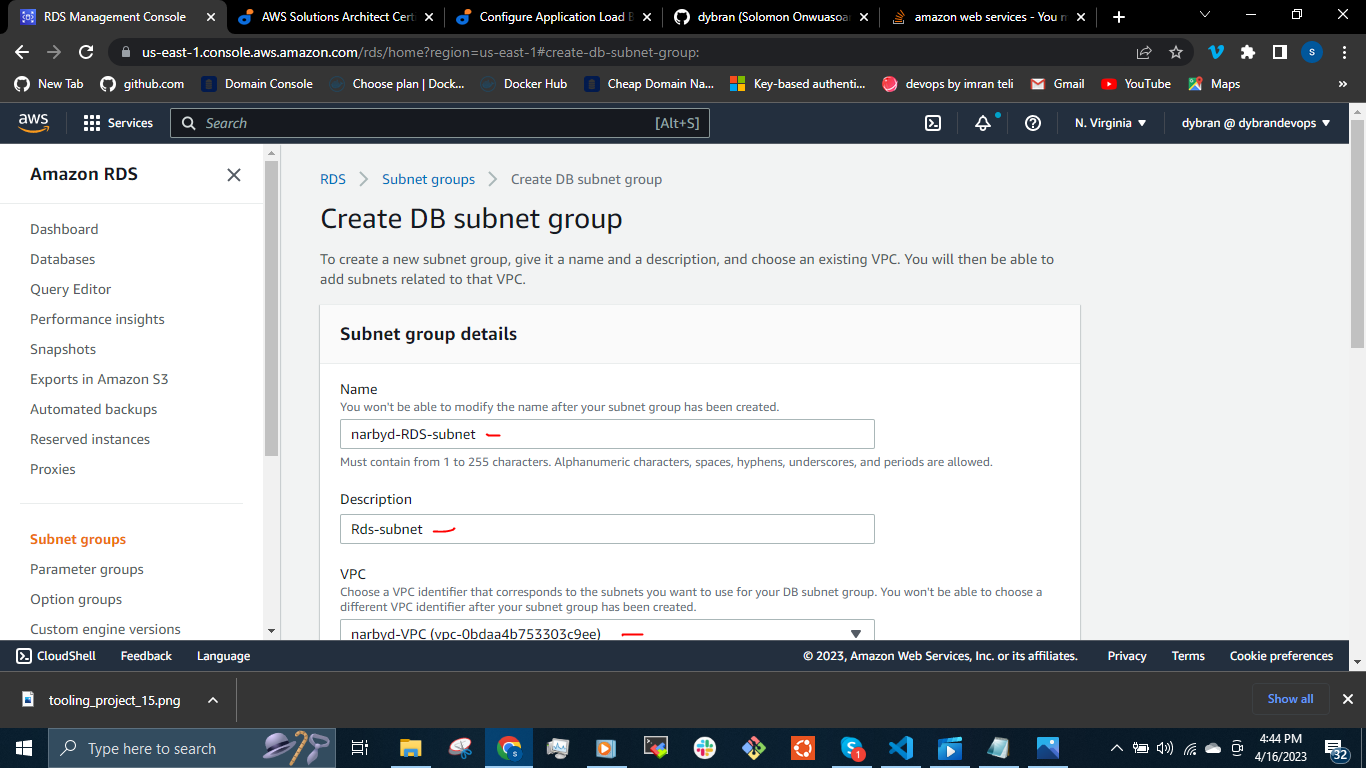 RDS Management Console
AWS Solutions Architect Cert
Configure Application Load B
dybran (Solomon Onwuasoan
amazon web services - You n
us-east-1.console.aws.amazon.com/rds/home?region=us-east-1#create-db-subnet-group:
S
New Tab
github.com
Domain Console
Choose plan | Dock...
Docker Hub
Cheap Domain Na...
Key-based authenti...
devops by imran teli
Gmail
YouTube
Maps
»
aws
Services
Search
[Alt+S]
N. Virginia
dybran @ dybrandevops
Amazon RDS
Dashboard
Databases
Query Editor
Performance insights
Snapshots
Exports in Amazon S3
Automated backups
Reserved instances
Proxies
Subnet groups
Parameter groups
Option groups
Custom engine versions
RDS > Subnet groups > Create DB subnet group
Create DB subnet group
To create a new subnet group, give it a name and a description, and choose an existing VPC. You will then be able to
add subnets related to that VPC.
Subnet group details
Name
You won't be able to modify the name after your subnet group has been created.
narbyd-RDS-subnet
Must contain from 1 to 255 characters. Alphanumeric characters, spaces, hyphens, underscores, and periods are allowed.
Description
Rds-subnet
VPC
Choose a VPC identifier that corresponds to the subnets you want to use for your DB subnet group. You won't be able to choose a
different VPC identifier after your subnet group has been created.
narbyd-VPC (vpc-0bdaa4b753303c9ee)
CloudShell
Feedback
Language
© 2023, Amazon Web Services, Inc. or its affiliates.
Privacy
Terms
Cookie preferences
tooling_project_15.png
Show all
Type here to search
1
4:44 PM
4/16/2023
32